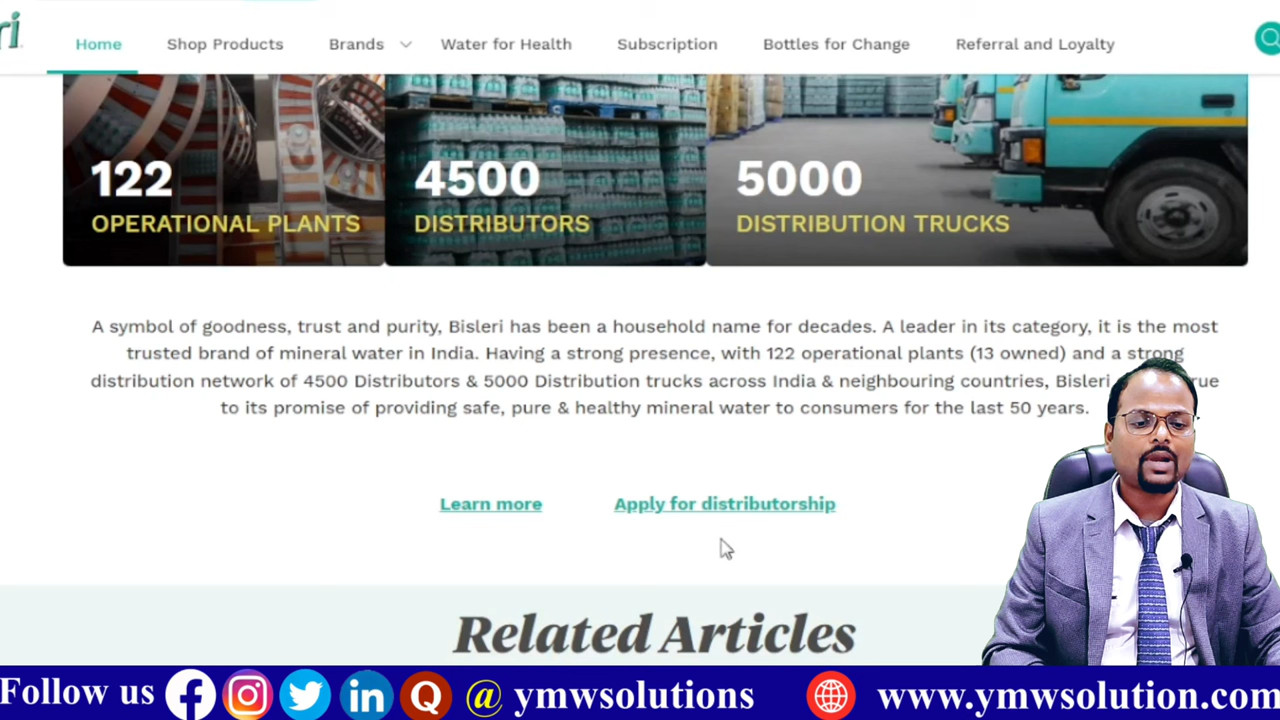 Home Shop Products Brands Water for Health Subscription Bottles for Change Referral and Loyalty
122 4500 5000
OPERATIONAL PLANTS DISTRIBUTORS DISTRIBUTION TRUCKS
A symbol of goodness, trust and purity, Bisleri has been a household name for decades. A leader in its category, it is the most
trusted brand of mineral water in India. Having a strong presence, with 122 operational plants (13 owned) and a strong
distribution network of 4500 Distributors & 5000 Distribution trucks across India & neighbouring countries, Bisleri
to its promise of providing safe, pure & healthy mineral water to consumers for the last 50 years.
Learn more Apply for distributorship
Related Articles
Follow us @ ymwsolutions www.ymwsolution.com